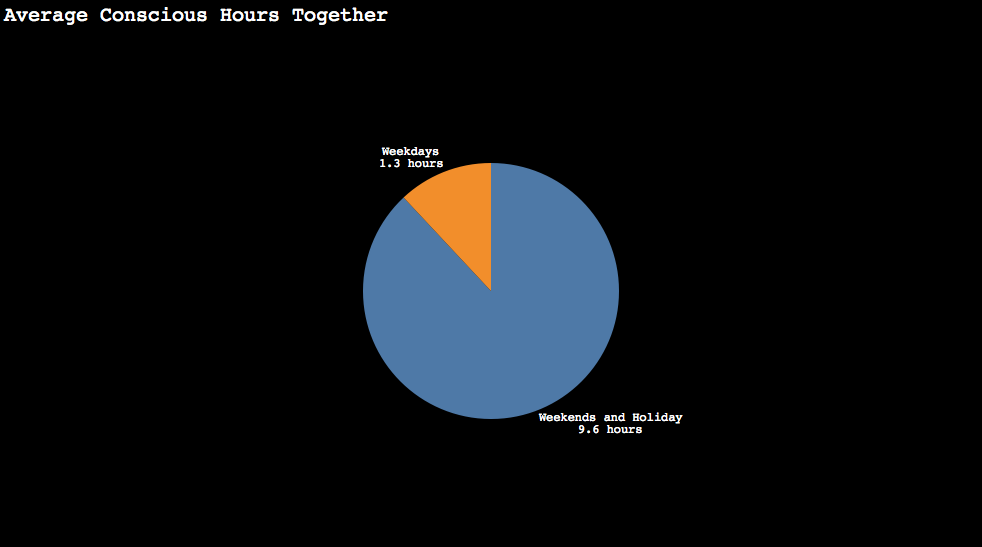 Average Conscious Hours Together
Weekdays
1.3 hours
Weekends and Holiday
9.6 hours